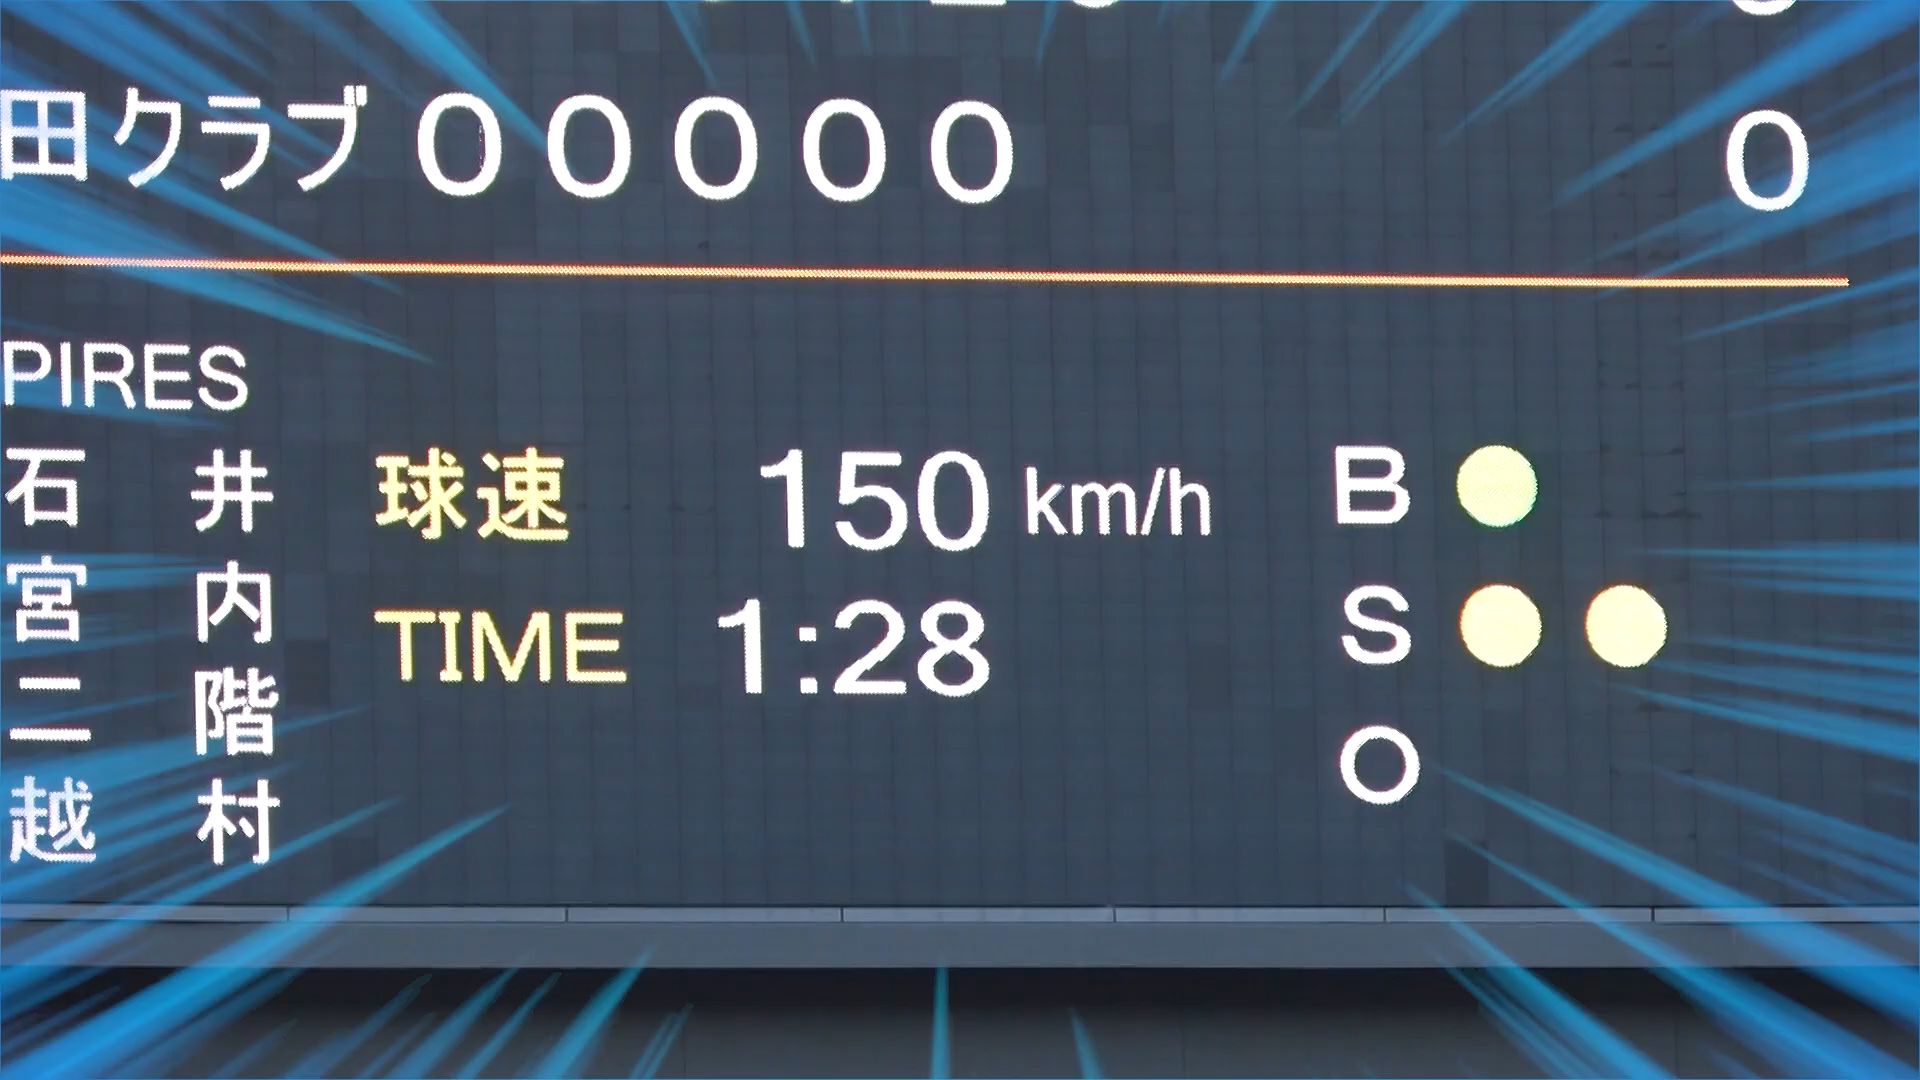 田クラブ 0 0 0 0 0 0
PIRES
石井 球速 150 km/h B
宮内 TIME 1:28 S
二階 O
越村